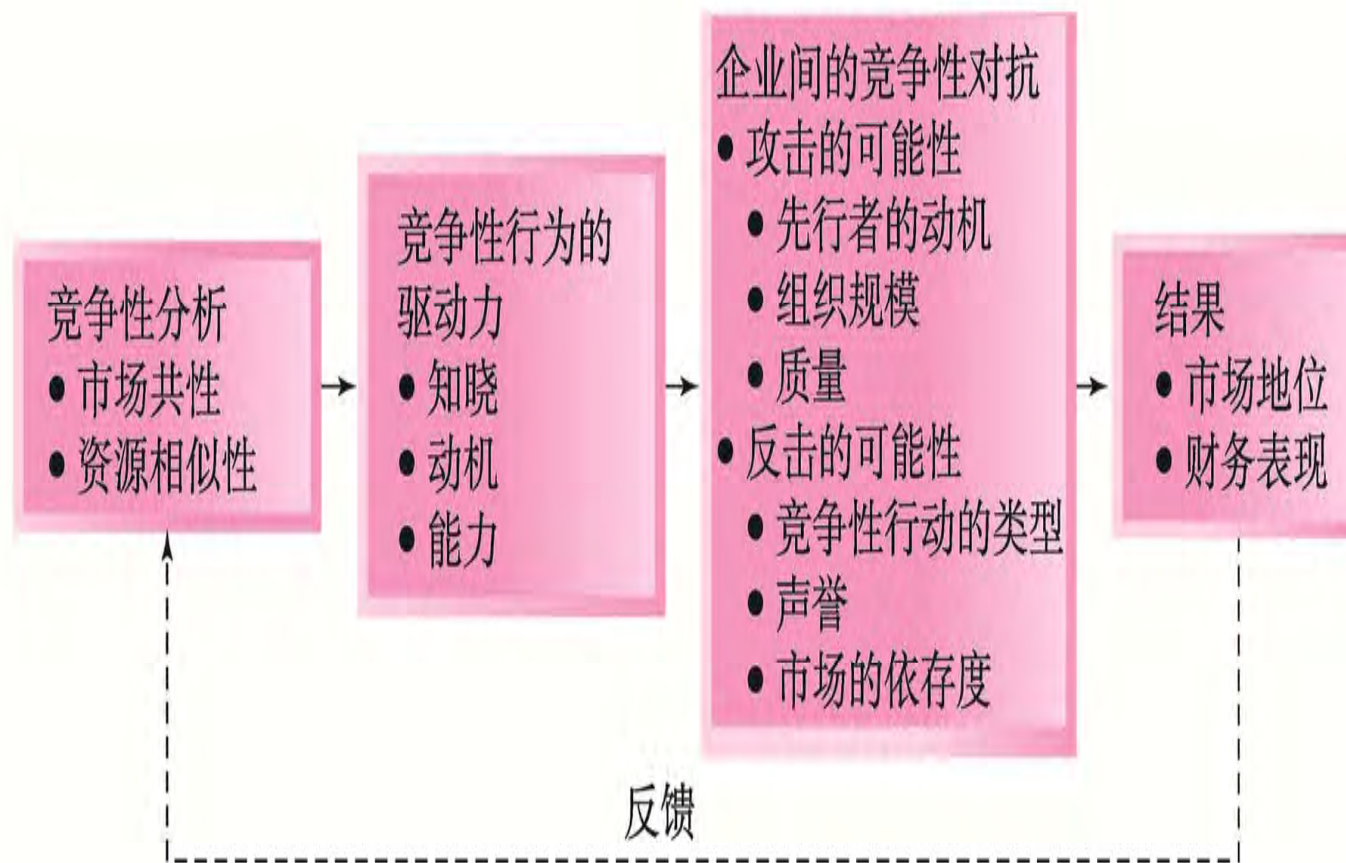 竞争性分析
● 市场共性
● 资源相似性
竞争性行为的
驱动力
● 知晓
● 动机
● 能力
企业间的竞争性对抗
● 攻击的可能性
● 先行者的动机
● 组织规模
● 质量
● 反击的可能性
● 竞争性行动的类型
● 声誉
● 市场的依存度
结果
● 市场地位
● 财务表现
反馈